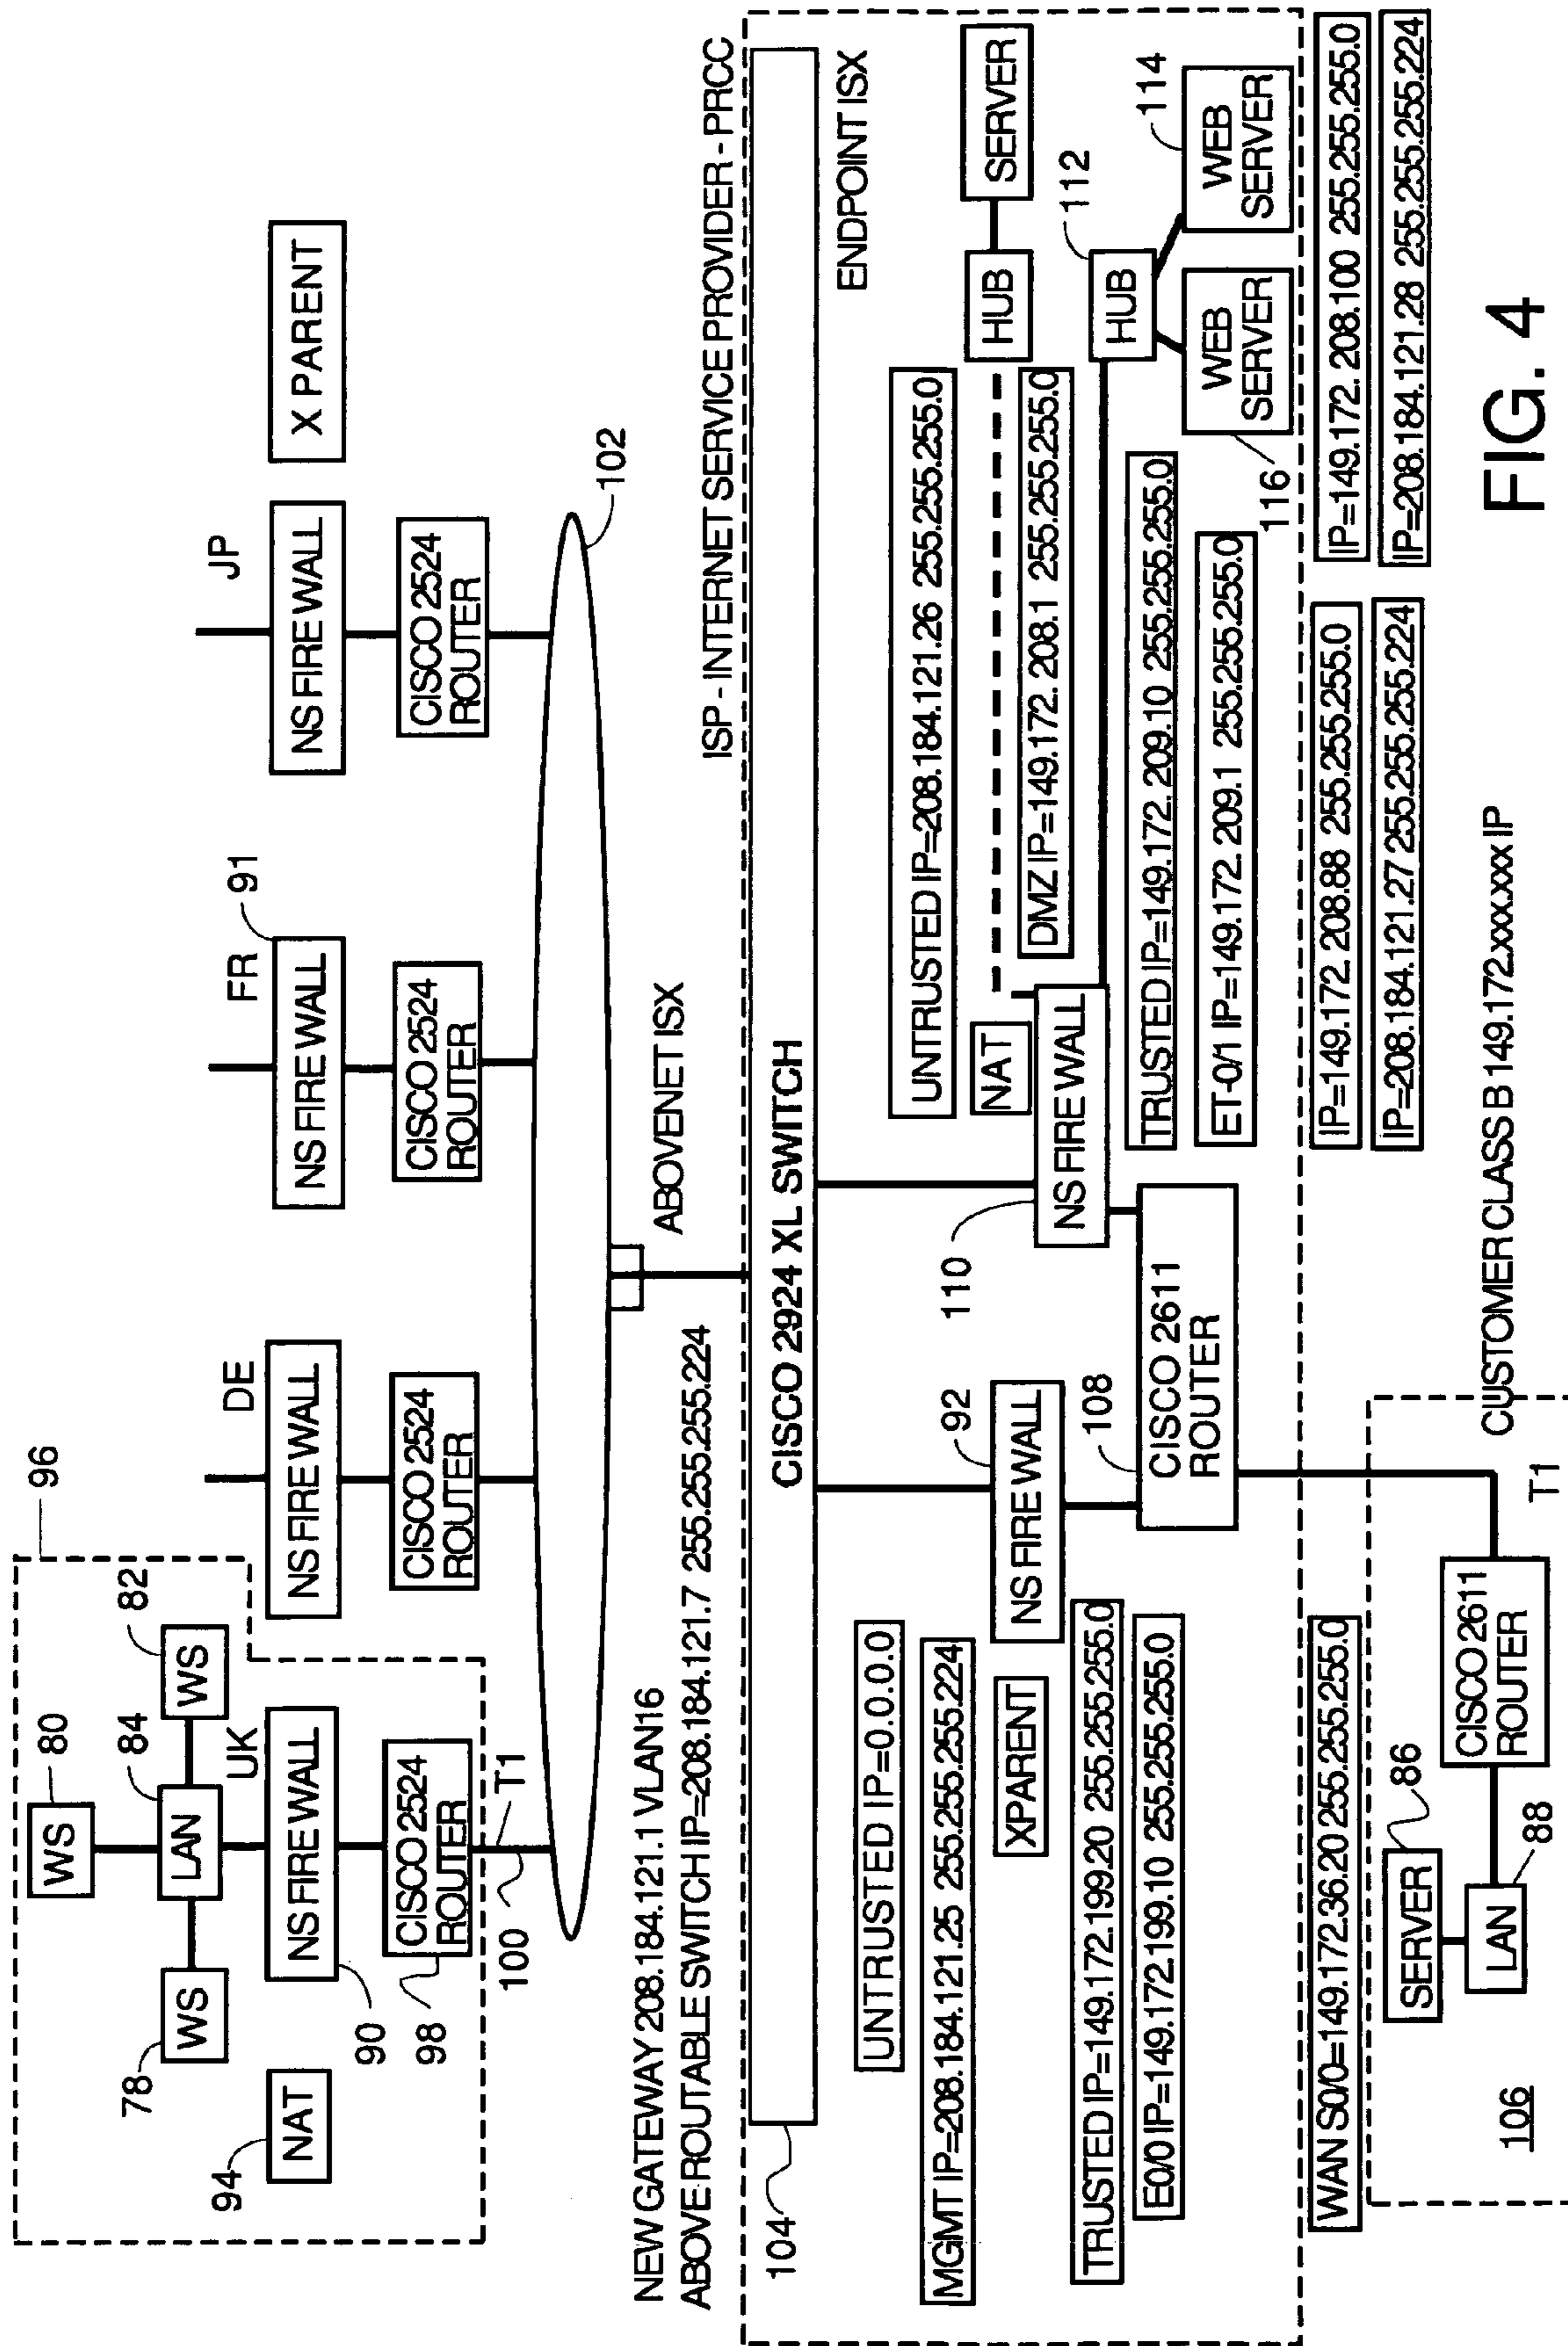 96
WS
80
82
WS
84
LAN
WS
78
UK
NS FIRE WALL
90
NAT
94
CISCO 2524
ROUTER
98
T1
100
DE
NS FIRE WALL
CISCO 2524
ROUTER
FR
91
NS FIRE WALL
CISCO 2524
ROUTER
JP
NS FIRE WALL
CISCO 2524
ROUTER
X PARENT
102
NEW GATEWAY 208.184.121.1 VLAN16
ABOVE ROUTABLE SWITCH IP=208.184.121.7 255.255.255.224
ABOVENET ISX
ISP - INTERNET SERVICE PROVIDER - PRCC
CISCO 2924 XL SWITCH
104
ENDPOINT ISX
UNTRUSTED IP=0.0.0.0
MGMT IP=208.184.121.25 255.255.255.224
XPARENT
NS FIRE WALL
92
TRUSTED IP=149.172.199.20 255.255.255.0
E0/0 IP=149.172.199.10 255.255.255.0
108
CISCO 2611
ROUTER
110
NS FIRE WALL
NAT
UNTRUSTED IP=208.184.121.26 255.255.255.0
DMZ IP=149.172. 208.1 255.255.255.0
TRUSTED IP=149.172. 209.10 255.255.255.0
ET-0/1 IP=149.172. 209.1 255.255.255.0
HUB
SERVER
HUB
112
WEB
SERVER
114
WEB
SERVER
116
WAN S0/0=149.172.36.20 255.255.255.0
IP=149.172. 208.88 255.255.255.0
IP=208.184.121.27 255.255.255.224
IP=149.172. 208.100 255.255.255.0
IP=208.184.121.28 255.255.255.224
SERVER
86
LAN
88
CISCO 2611
ROUTER
T1
106
CUSTOMER CLASS B 149.172.xxx.xxx IP
FIG. 4